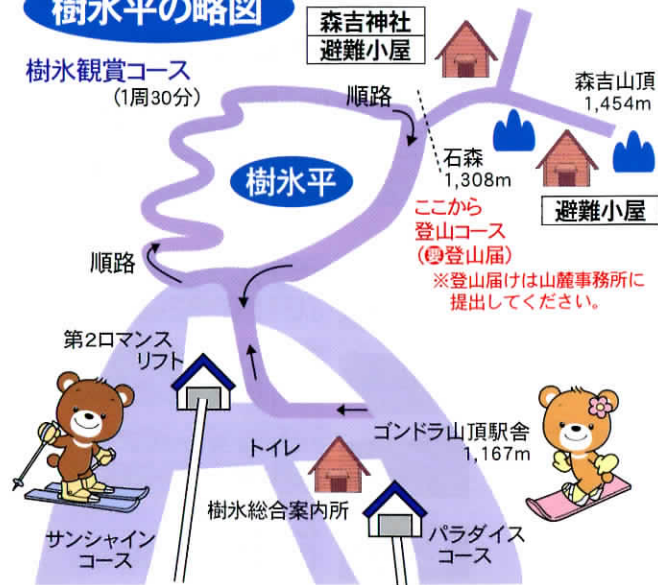 樹氷平の略図
樹氷観賞コース
(1周30分)
森吉神社
避難小屋
順路
森吉山頂
1,454m
石森
1,308m
樹氷平
避難小屋
ここから
登山コース
(要登山届)
※登山届けは山麓事務所に
提出してください。
順路
第2ロマンス
リフト
ゴンドラ山頂駅舎
1,167m
トイレ
樹氷総合案内所
サンシャイン
コース
パラダイス
コース